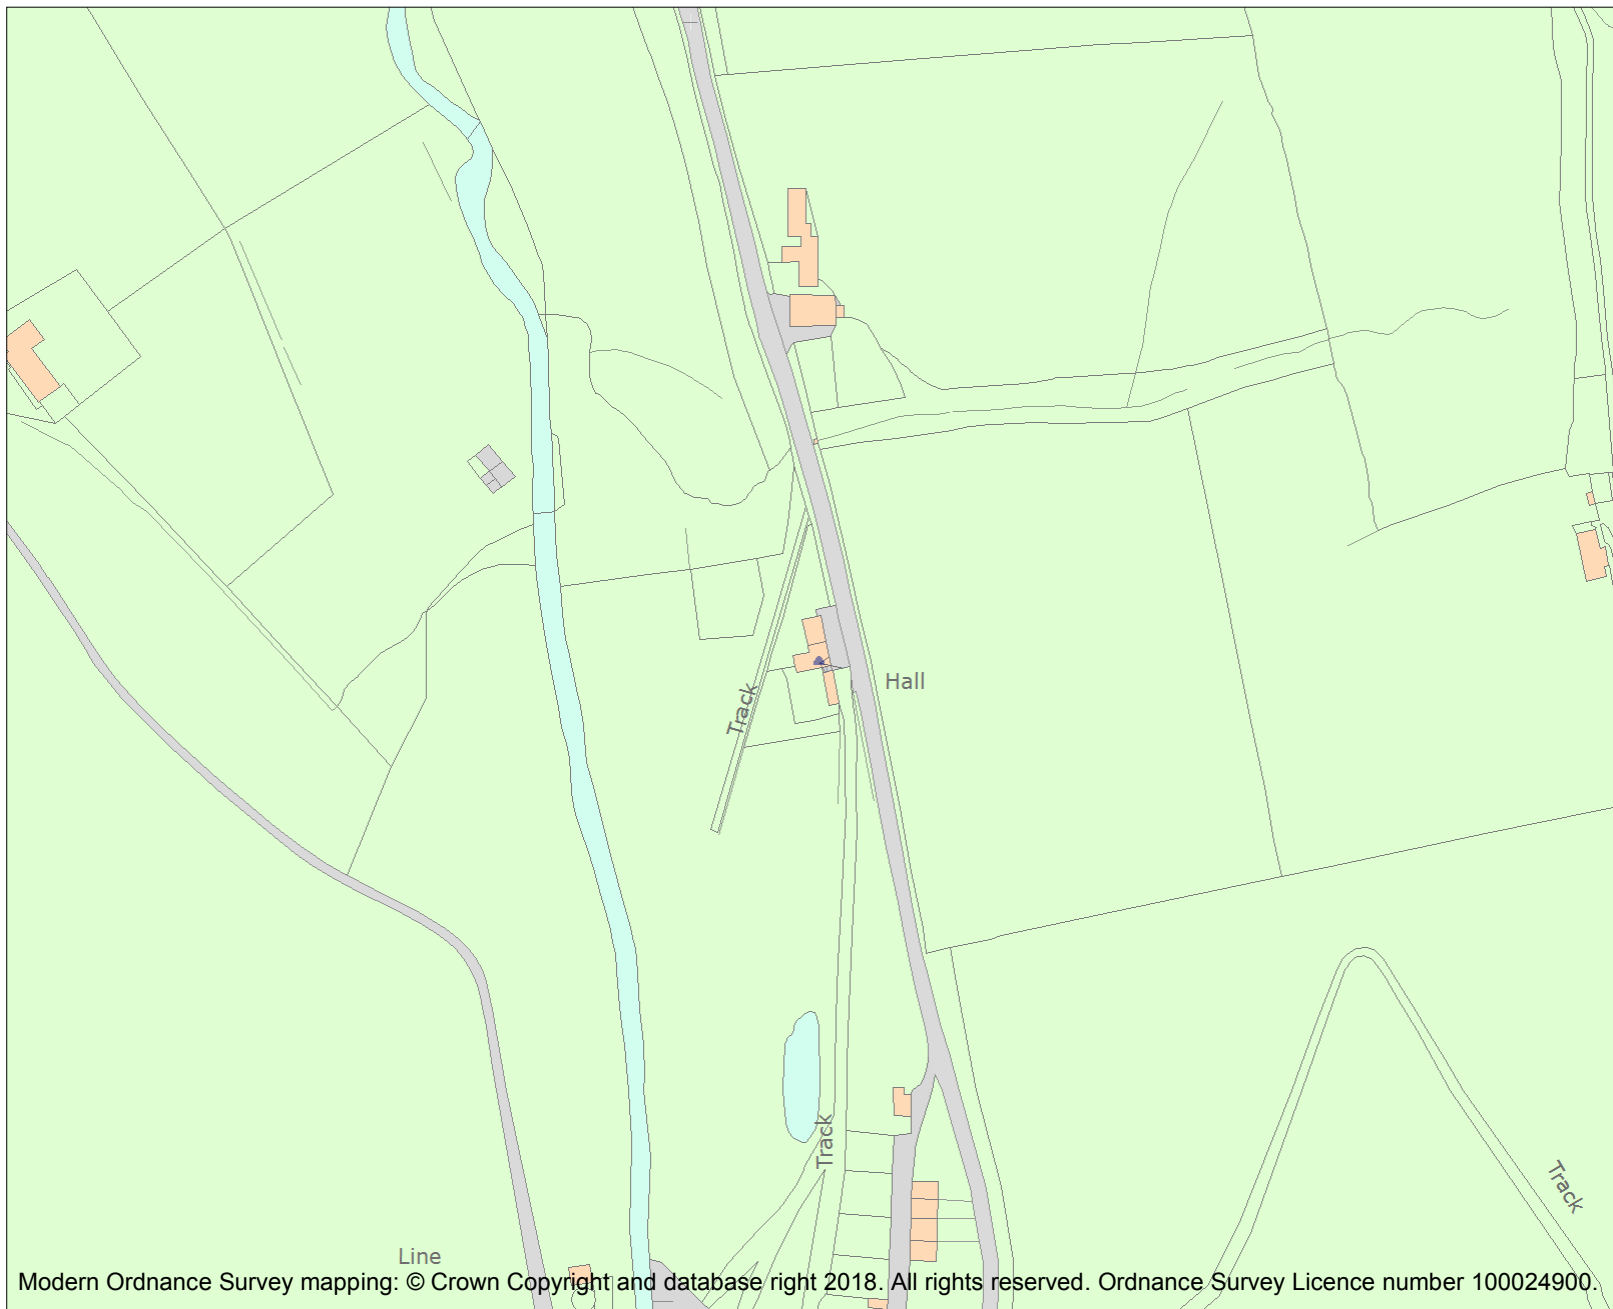 Hall
Track
Track
Track
Line
Modern Ordnance Survey mapping: © Crown Copyright and database right 2018. All rights reserved. Ordnance Survey Licence number 100024900.